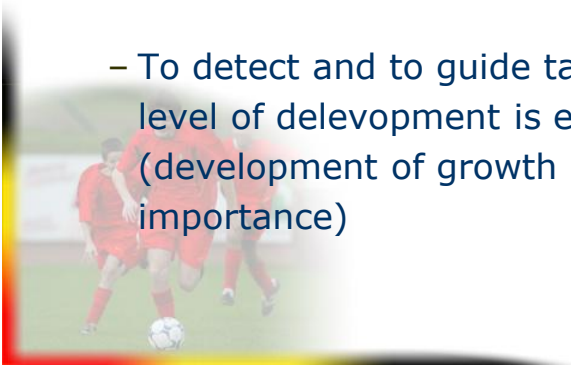 – To detect and to guide ta
level of delevopment is e
(development of growth
importance)